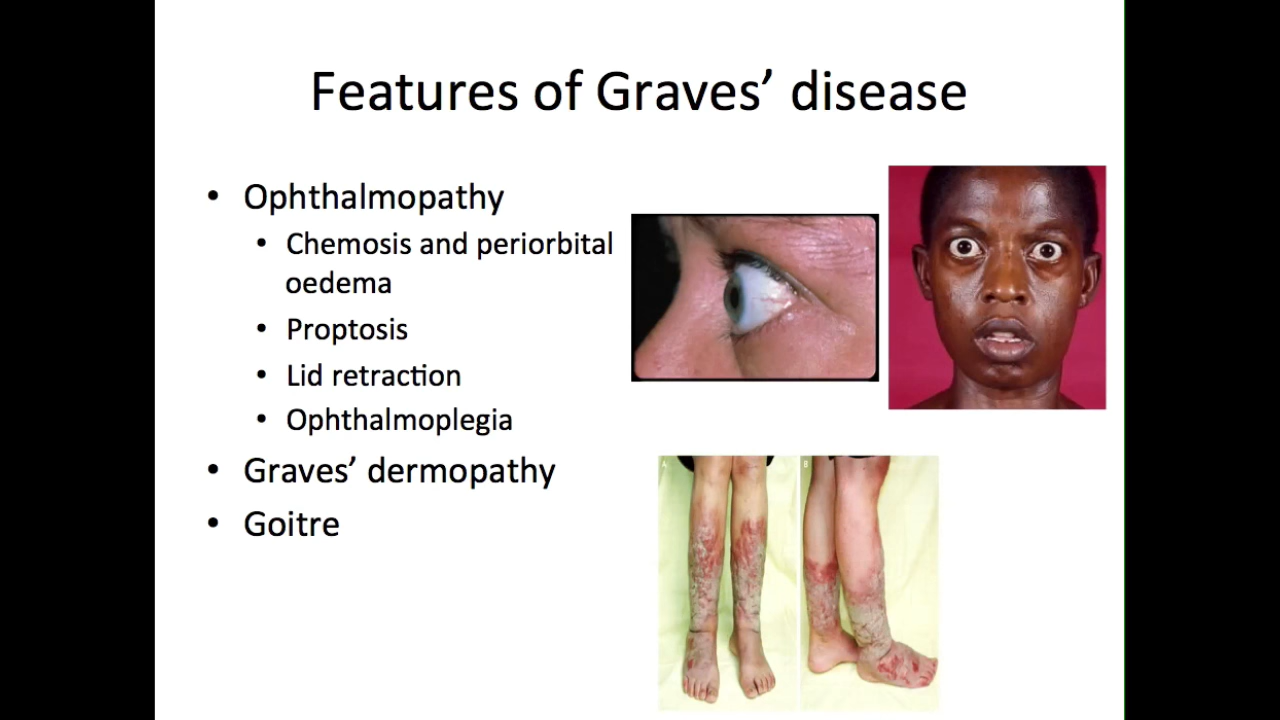 Features of Graves’ disease
• Ophthalmopathy
• Chemosis and periorbital
oedema
• Proptosis
• Lid retraction
• Ophthalmoplegia
• Graves’ dermopathy
• Goitre
A
B